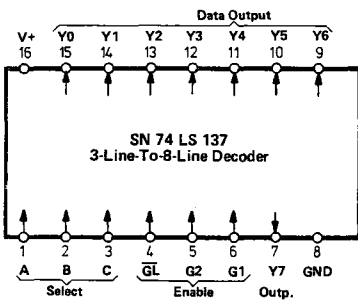 Data Output
V+ Y0 Y1 Y2 Y3 Y4 Y5 Y6
16 15 14 13 12 11 10 9
SN 74 LS 137
3-Line-To-8-Line Decoder
1 2 3 4 5 6 7 8
A B C G̅L̅ G2 G1 Y7 GND
Select Enable Outp.